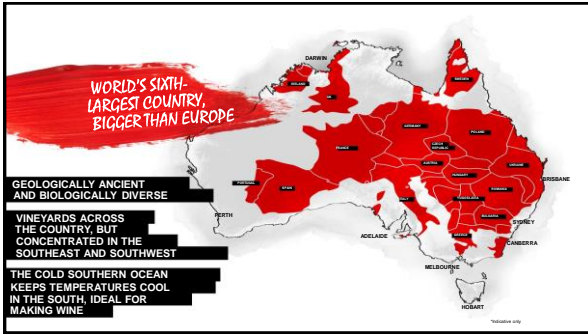 WORLD'S SIXTH-
LARGEST COUNTRY,
BIGGER THAN EUROPE
GEOLOGICALLY ANCIENT
AND BIOLOGICALLY DIVERSE
VINEYARDS ACROSS
THE COUNTRY, BUT
CONCENTRATED IN THE
SOUTHEAST AND SOUTHWEST
THE COLD SOUTHERN OCEAN
KEEPS TEMPERATURES COOL
IN THE SOUTH, IDEAL FOR
MAKING WINE
DARWIN
IRELAND
UK
SWEDEN
GERMANY
POLAND
CZECH
REPUBLIC
FRANCE
AUSTRIA
UKRAINE
HUNGARY
PORTUGAL
SPAIN
ROMANIA
BRISBANE
ITALY
YUGOSLAVIA
BULGARIA
PERTH
SYDNEY
ADELAIDE
GREECE
CANBERRA
MELBOURNE
HOBART
*Indicative only